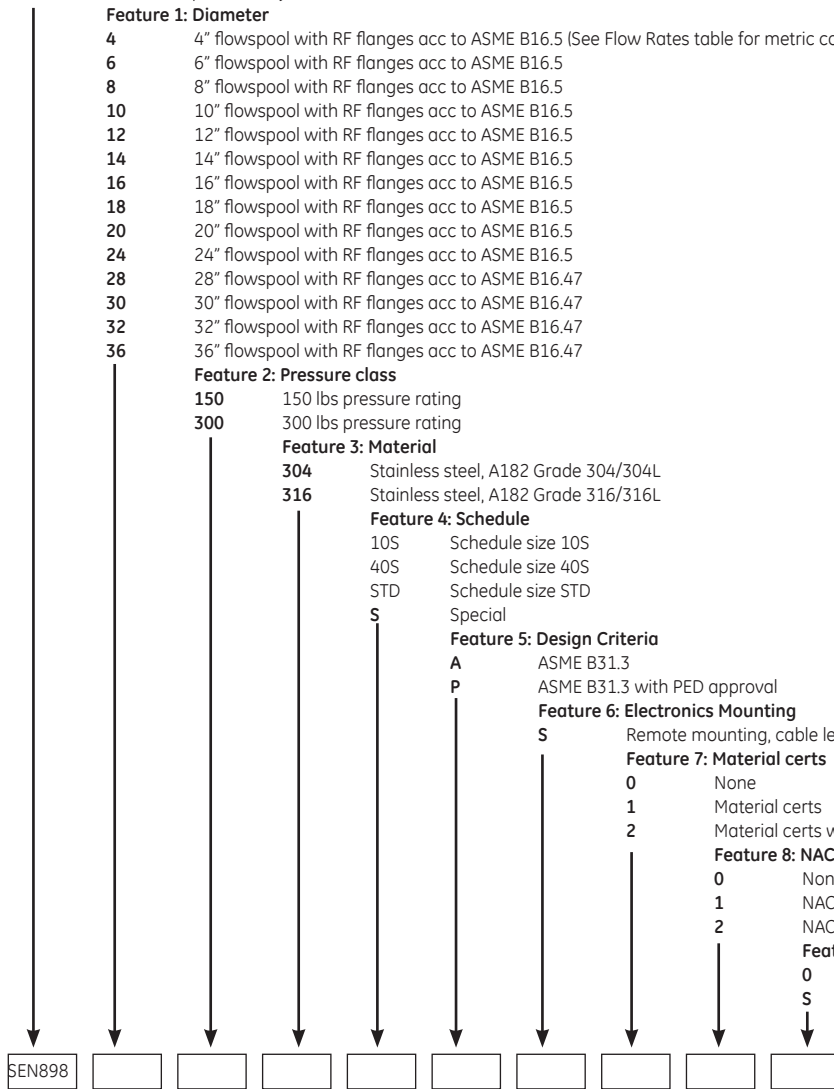 Feature 1: Diameter
4 4" flowspool with RF flanges acc to ASME B16.5 (See Flow Rates table for metric
6 6" flowspool with RF flanges acc to ASME B16.5
8 8" flowspool with RF flanges acc to ASME B16.5
10 10" flowspool with RF flanges acc to ASME B16.5
12 12" flowspool with RF flanges acc to ASME B16.5
14 14" flowspool with RF flanges acc to ASME B16.5
16 16" flowspool with RF flanges acc to ASME B16.5
18 18" flowspool with RF flanges acc to ASME B16.5
20 20" flowspool with RF flanges acc to ASME B16.5
24 24" flowspool with RF flanges acc to ASME B16.5
28 28" flowspool with RF flanges acc to ASME B16.47
30 30" flowspool with RF flanges acc to ASME B16.47
32 32" flowspool with RF flanges acc to ASME B16.47
36 36" flowspool with RF flanges acc to ASME B16.47
Feature 2: Pressure class
150 150 lbs pressure rating
300 300 lbs pressure rating
Feature 3: Material
304 Stainless steel, A182 Grade 304/304L
316 Stainless steel, A182 Grade 316/316L
Feature 4: Schedule
10S Schedule size 10S
40S Schedule size 40S
STD Schedule size STD
S Special
Feature 5: Design Criteria
A ASME B31.3
P ASME B31.3 with PED approval
Feature 6: Electronics Mounting
S Remote mounting, cable
Feature 7: Material certs
0 None
1 Material certs
2 Material certs
Feature 8:
0
1
2
0
S
SEN898